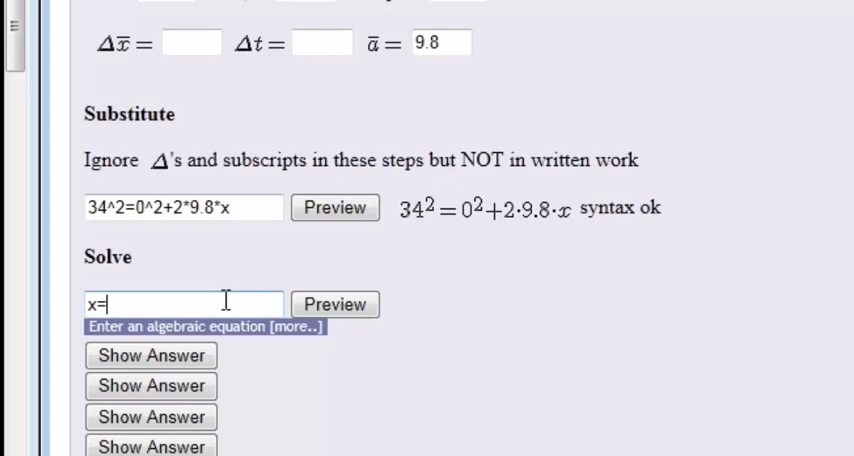 Δx̅ = Δt = a̅ = 9.8
Substitute
Ignore Δ's and subscripts in these steps but NOT in written work
34^2=0^2+2*9.8*x Preview 34²=0²+2·9.8·x syntax ok
Solve
x= Preview
Enter an algebraic equation [more..]
Show Answer
Show Answer
Show Answer
Show Answer